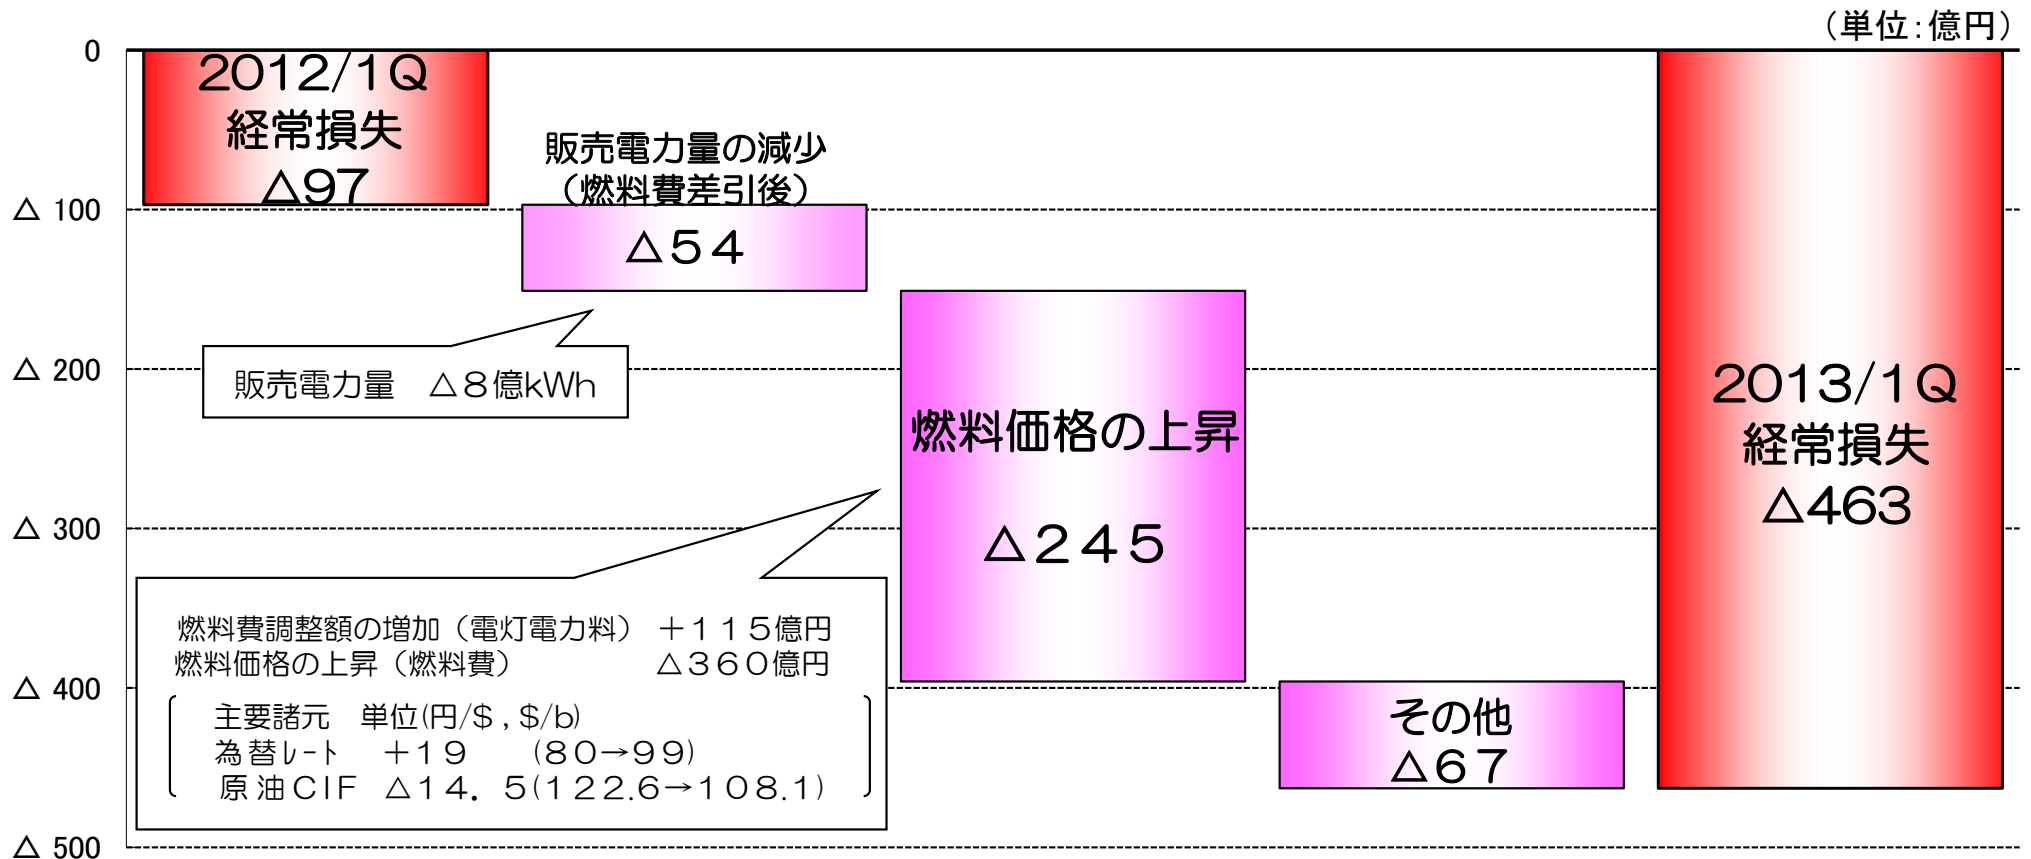 （単位：億円）
0
2012/1Q
経常損失
△97
販売電力量の減少
（燃料費差引後）
△ 100
△５４
△ 200
販売電力量　△８億kWh
燃料価格の上昇
△２４５
2013/1Q
経常損失
△463
△ 300
燃料費調整額の増加（電灯電力料）　＋１１５億円
燃料価格の上昇（燃料費）　△３６０億円
主要諸元　単位(円/＄,＄/b)
為替ﾚｰﾄ　＋１９　（８０→９９）
原油ＣＩＦ　△１４．５(１２２.６→１０８.１)
△ 400
その他
△６７
△ 500